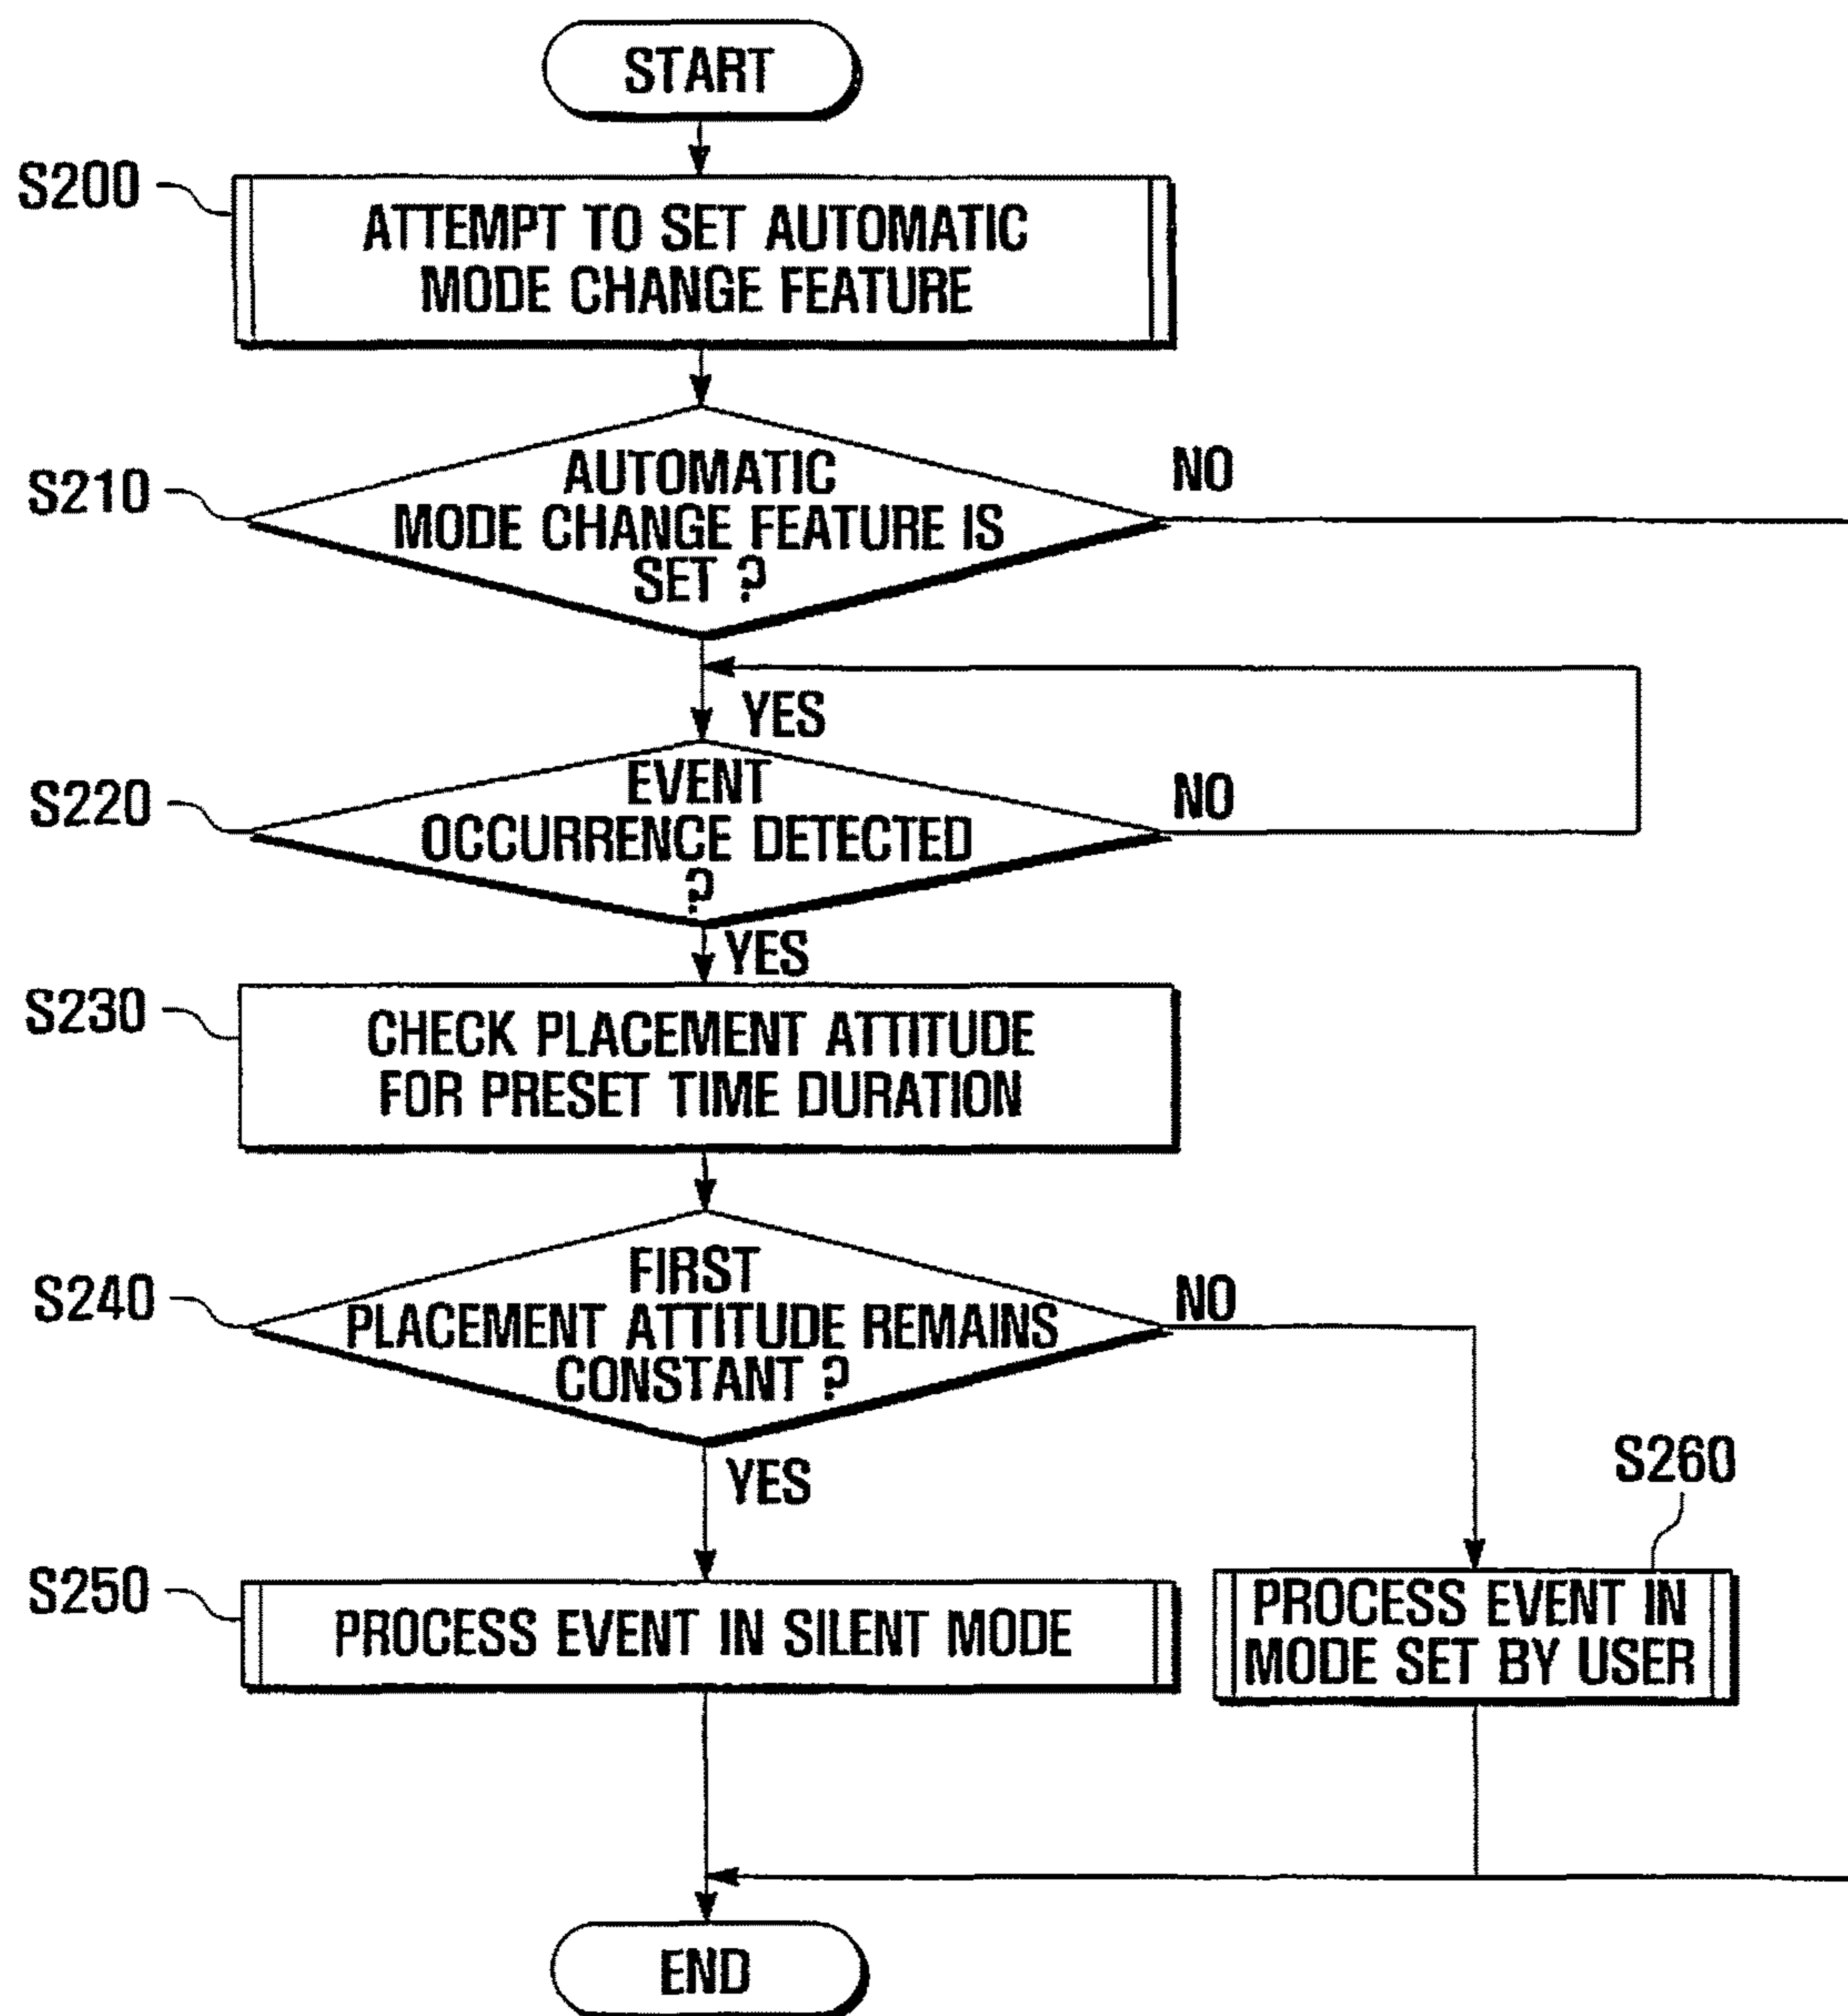 START
S200
ATTEMPT TO SET AUTOMATIC
MODE CHANGE FEATURE
S210
AUTOMATIC
MODE CHANGE FEATURE IS
SET ?
NO
YES
S220
EVENT
OCCURRENCE DETECTED
?
NO
YES
S230
CHECK PLACEMENT ATTITUDE
FOR PRESET TIME DURATION
S240
FIRST
PLACEMENT ATTITUDE REMAINS
CONSTANT ?
NO
YES
S260
S250
PROCESS EVENT IN SILENT MODE
PROCESS EVENT IN
MODE SET BY USER
END